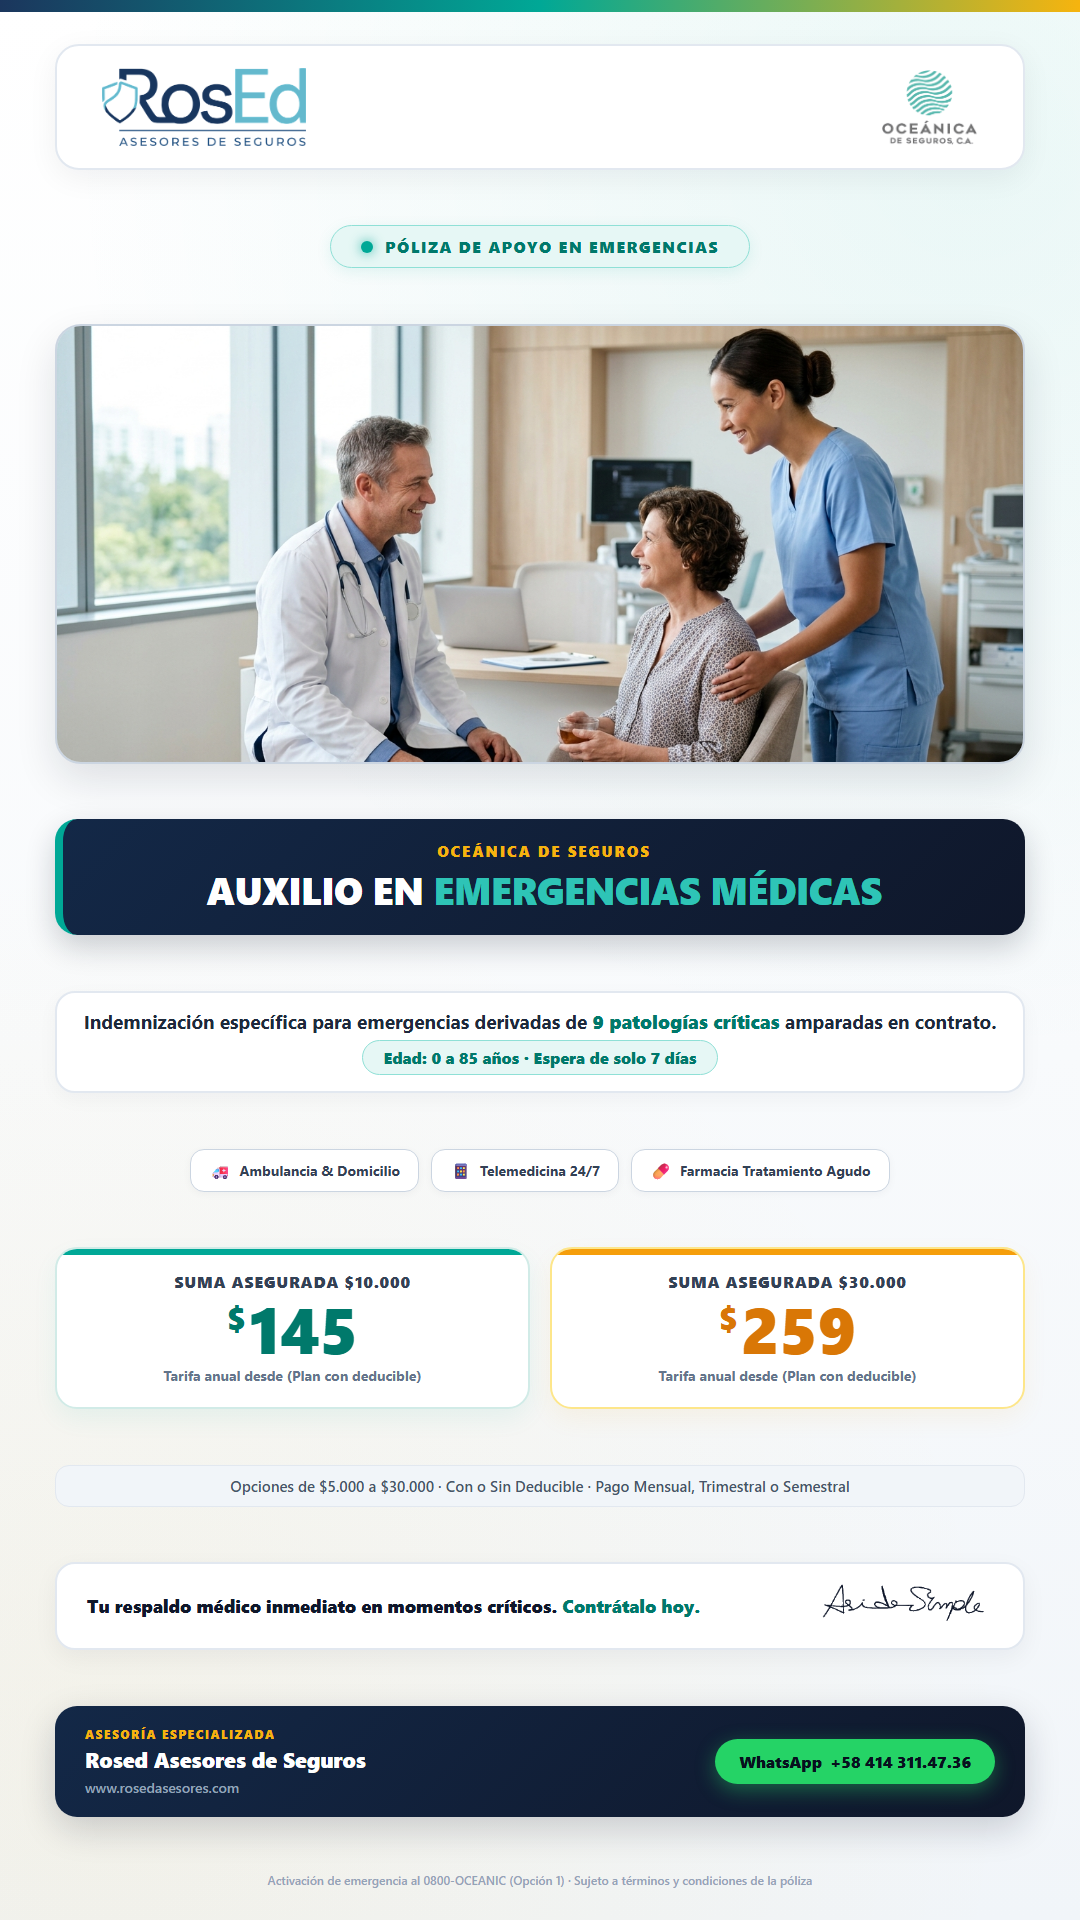 RosEd
ASESORES DE SEGUROS
OCEÁNICA
DE SEGUROS, C.A.
PÓLIZA DE APOYO EN EMERGENCIAS
OCEÁNICA DE SEGUROS
AUXILIO EN EMERGENCIAS MÉDICAS
Indemnización específica para emergencias derivadas de 9 patologías críticas amparadas en contrato.
Edad: 0 a 85 años · Espera de solo 7 días
Ambulancia & Domicilio
Telemedicina 24/7
Farmacia Tratamiento Agudo
SUMA ASEGURADA $10.000
$145
Tarifa anual desde (Plan con deducible)
SUMA ASEGURADA $30.000
$259
Tarifa anual desde (Plan con deducible)
Opciones de $5.000 a $30.000 · Con o Sin Deducible · Pago Mensual, Trimestral o Semestral
Tu respaldo médico inmediato en momentos críticos. Contrátalo hoy.
Así de Simple
ASESORÍA ESPECIALIZADA
Rosed Asesores de Seguros
www.rosedasesores.com
WhatsApp +58 414 311.47.36
Activación de emergencia al 0800-OCEANIC (Opción 1) · Sujeto a términos y condiciones de la póliza